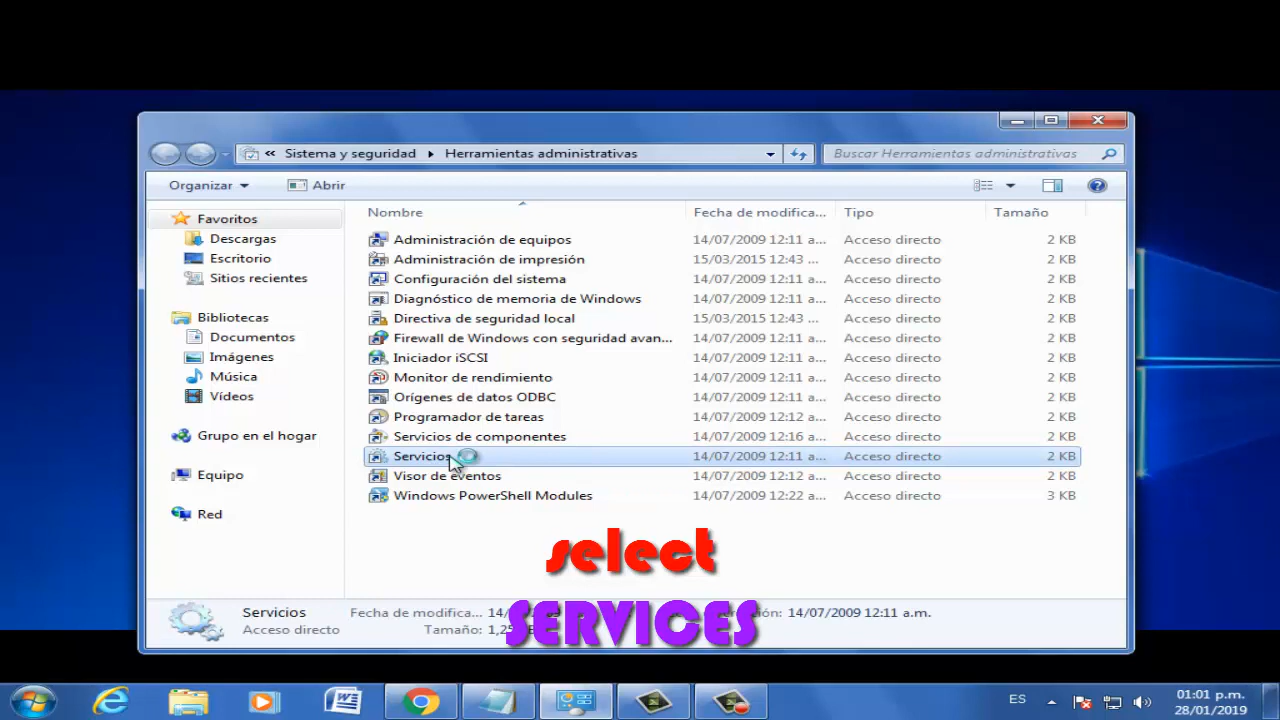 Sistema y seguridad Herramientas administrativas Buscar Herramientas administrativas
Organizar Abrir
Nombre Fecha de modifica... Tipo Tamaño
Favoritos
Descargas
Escritorio
Sitios recientes
Bibliotecas
Documentos
Imágenes
Música
Vídeos
Grupo en el hogar
Equipo
Red
Administración de equipos 14/07/2009 12:11 a... Acceso directo 2 KB
Administración de impresión 15/03/2015 12:43 ... Acceso directo 2 KB
Configuración del sistema 14/07/2009 12:11 a... Acceso directo 2 KB
Diagnóstico de memoria de Windows 14/07/2009 12:11 a... Acceso directo 2 KB
Directiva de seguridad local 15/03/2015 12:43 ... Acceso directo 2 KB
Firewall de Windows con seguridad avan... 14/07/2009 12:11 a... Acceso directo 2 KB
Iniciador iSCSI 14/07/2009 12:11 a... Acceso directo 2 KB
Monitor de rendimiento 14/07/2009 12:11 a... Acceso directo 2 KB
Orígenes de datos ODBC 14/07/2009 12:11 a... Acceso directo 2 KB
Programador de tareas 14/07/2009 12:12 a... Acceso directo 2 KB
Servicios de componentes 14/07/2009 12:16 a... Acceso directo 2 KB
Servicios 14/07/2009 12:11 a... Acceso directo 2 KB
Visor de eventos 14/07/2009 12:12 a... Acceso directo 2 KB
Windows PowerShell Modules 14/07/2009 12:22 a... Acceso directo 3 KB
select
SERVICES
Servicios Fecha de modifica... 14/07/2009 12:11 a.m.
Acceso directo Tamaño:
ES 01:01 p.m.
28/01/2019